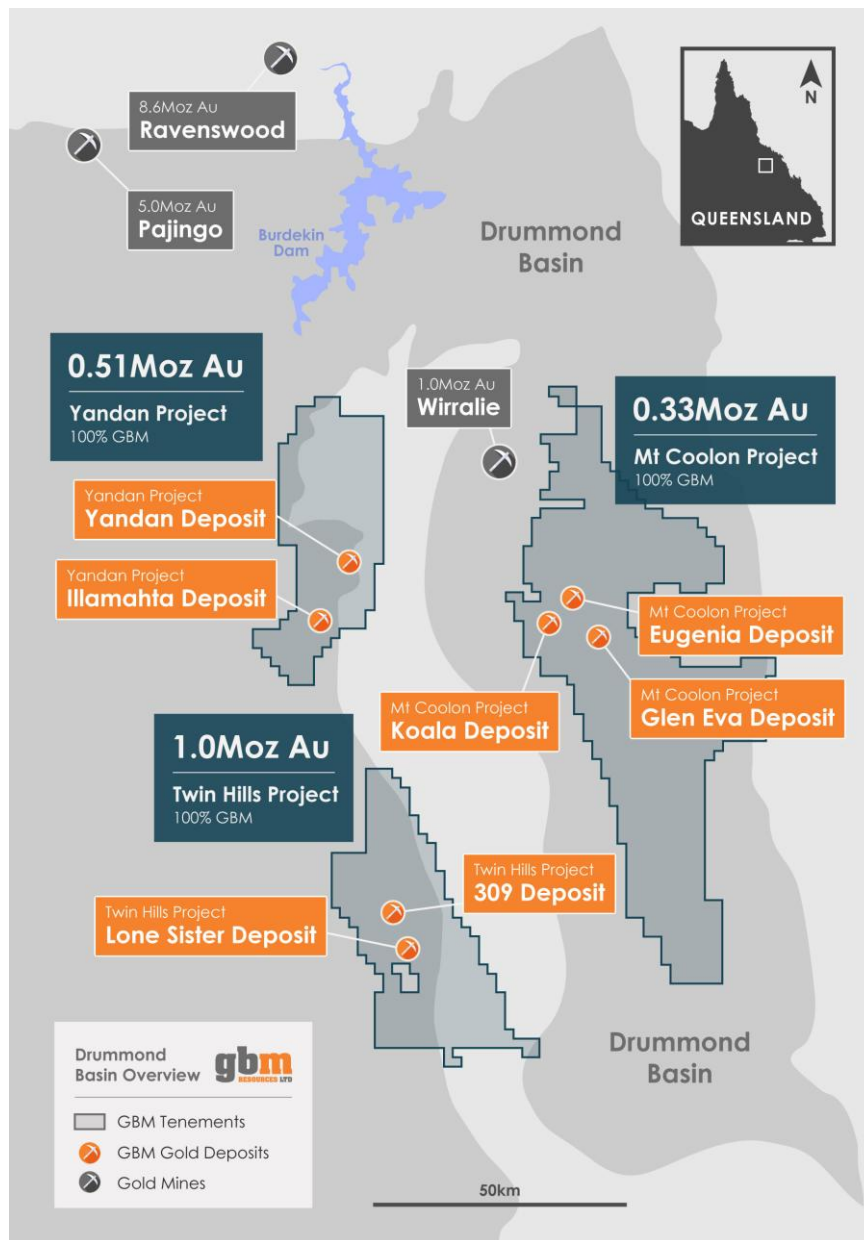 8.6Moz Au
Ravenswood
5.0Moz Au
Pajingo
Burdekin
Dam
Drummond
Basin
N
QUEENSLAND
0.51Moz Au
Yandan Project
100% GBM
1.0Moz Au
Wirralie
0.33Moz Au
Mt Coolon Project
100% GBM
Yandan Project
Yandan Deposit
Yandan Project
Illamahta Deposit
Mt Coolon Project
Eugenia Deposit
Mt Coolon Project
Koala Deposit
Mt Coolon Project
Glen Eva Deposit
1.0Moz Au
Twin Hills Project
100% GBM
Twin Hills Project
309 Deposit
Twin Hills Project
Lone Sister Deposit
Drummond
Basin
Drummond
Basin Overview
gbm
RESOURCES LTD
GBM Tenements
GBM Gold Deposits
Gold Mines
50km